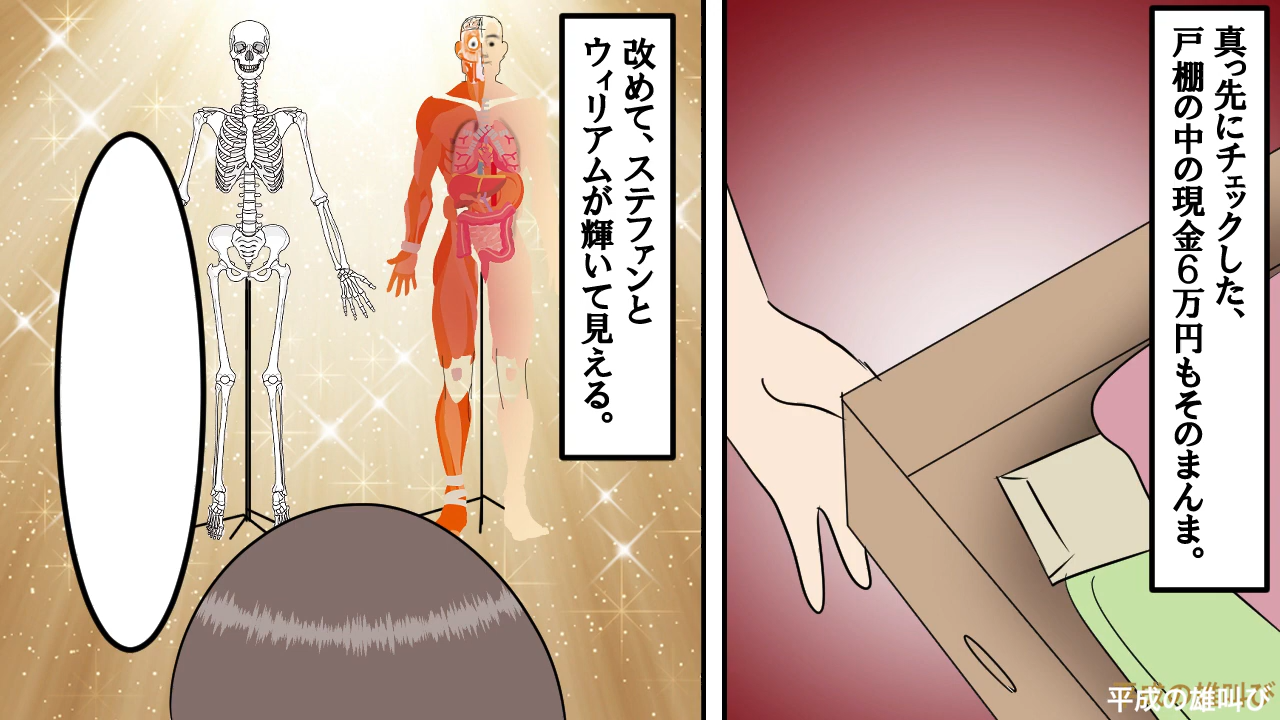 真っ先にチェックした、
戸棚の中の現金６万円もそのまんま。
改めて、ステファンと
ウィリアムが輝いて見える。
平成の雄叫び